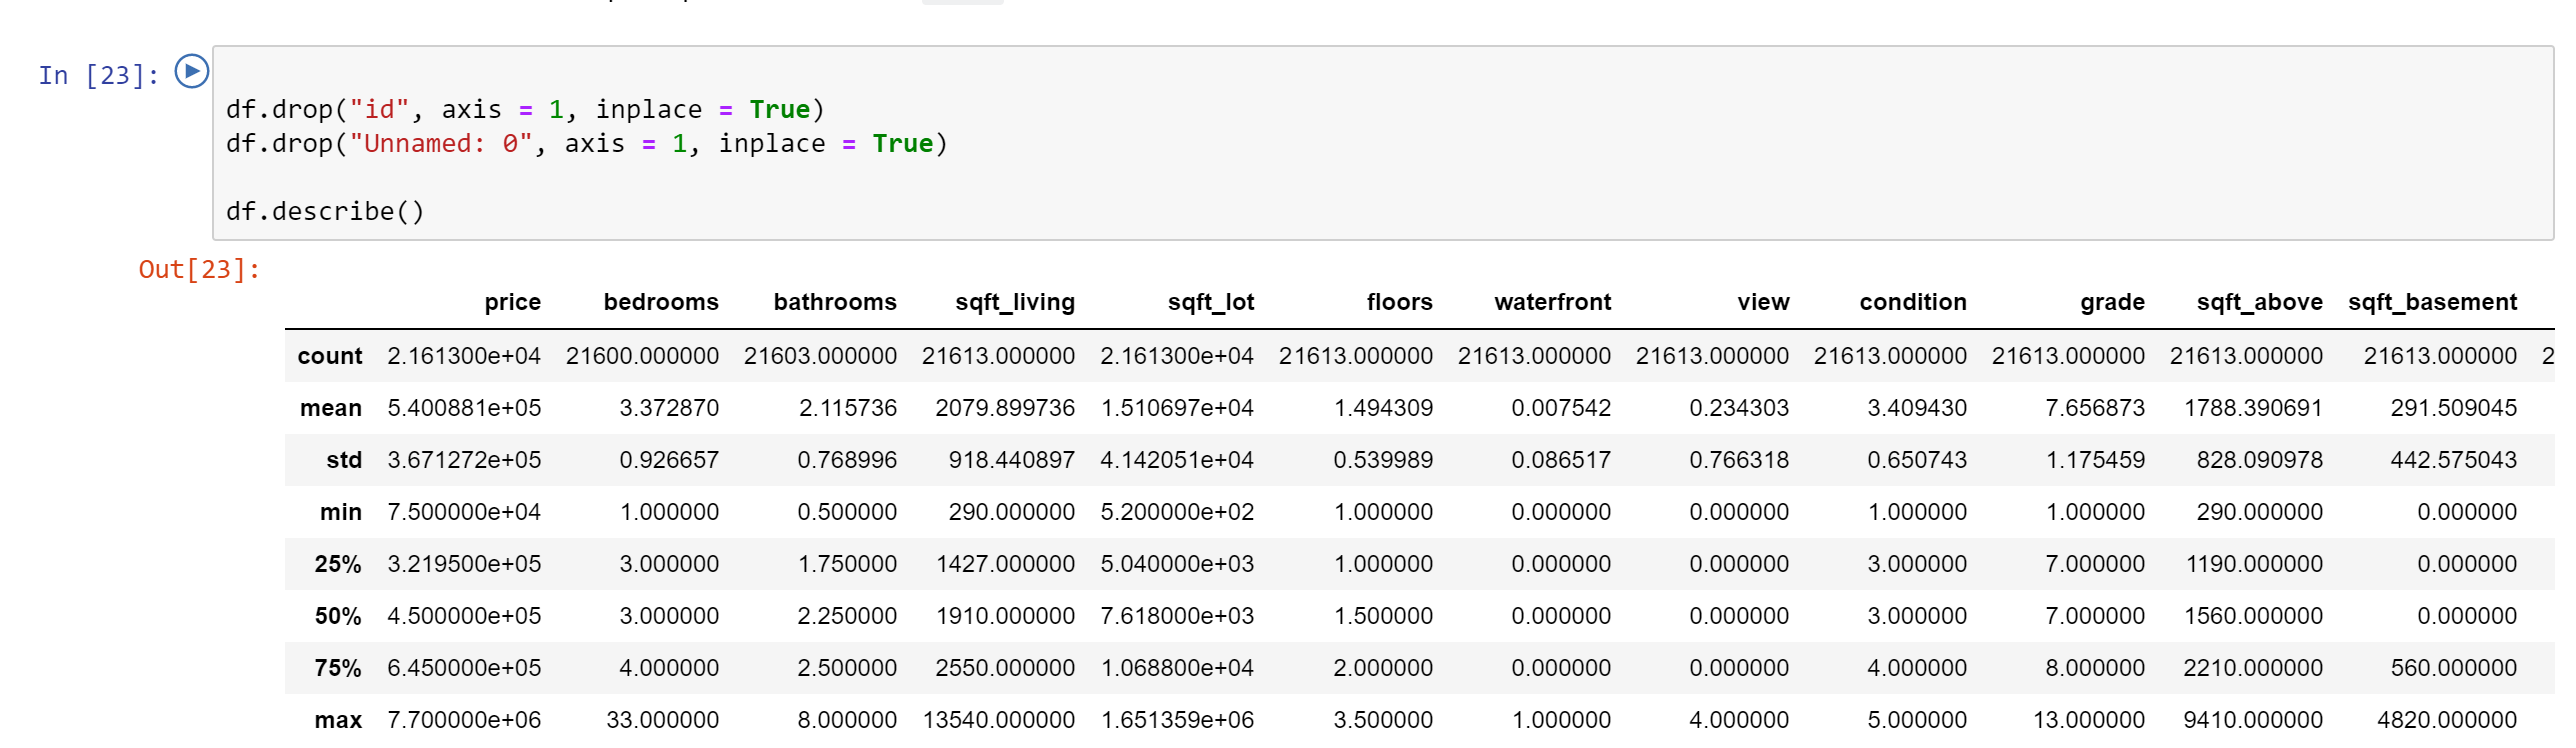 In [23]:
df.drop("id", axis = 1, inplace = True)
df.drop("Unnamed: 0", axis = 1, inplace = True)
df.describe()
Out[23]:
price bedrooms bathrooms sqft_living sqft_lot floors waterfront view condition grade sqft_above sqft_basement
count 2.161300e+04 21600.000000 21603.000000 21613.000000 2.161300e+04 21613.000000 21613.000000 21613.000000 21613.000000 21613.000000 21613.000000 21613.000000 2
mean 5.400881e+05 3.372870 2.115736 2079.899736 1.510697e+04 1.494309 0.007542 0.234303 3.409430 7.656873 1788.390691 291.509045
std 3.671272e+05 0.926657 0.768996 918.440897 4.142051e+04 0.539989 0.086517 0.766318 0.650743 1.175459 828.090978 442.575043
min 7.500000e+04 1.000000 0.500000 290.000000 5.200000e+02 1.000000 0.000000 0.000000 1.000000 1.000000 290.000000 0.000000
25% 3.219500e+05 3.000000 1.750000 1427.000000 5.040000e+03 1.000000 0.000000 0.000000 3.000000 7.000000 1190.000000 0.000000
50% 4.500000e+05 3.000000 2.250000 1910.000000 7.618000e+03 1.500000 0.000000 0.000000 3.000000 7.000000 1560.000000 0.000000
75% 6.450000e+05 4.000000 2.500000 2550.000000 1.068800e+04 2.000000 0.000000 0.000000 4.000000 8.000000 2210.000000 560.000000
max 7.700000e+06 33.000000 8.000000 13540.000000 1.651359e+06 3.500000 1.000000 4.000000 5.000000 13.000000 9410.000000 4820.000000